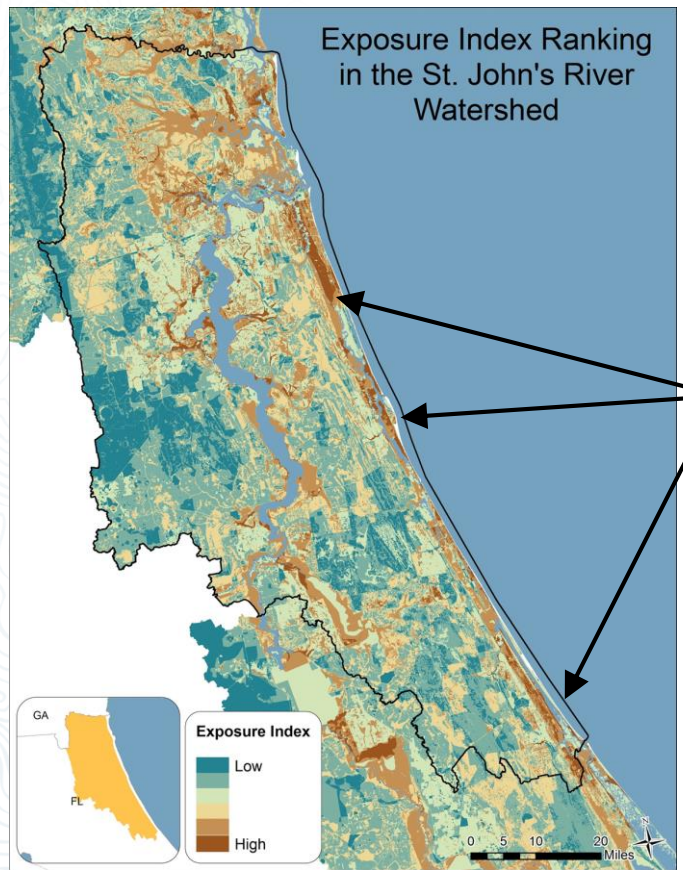 Exposure Index Ranking
in the St. John's River
Watershed
GA
FL
Exposure Index
Low
High
0 5 10 20
Miles
N